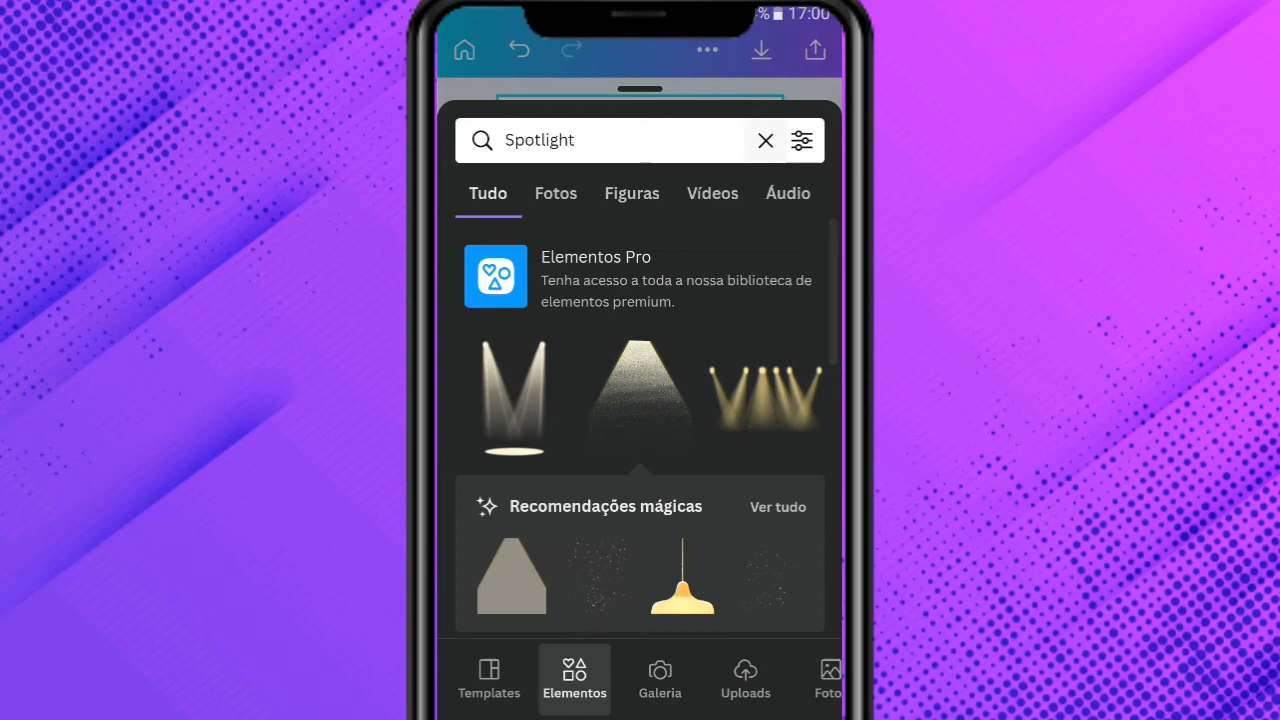 % 17:00
Spotlight
Tudo Fotos Figuras Vídeos Áudio
Elementos Pro
Tenha acesso a toda a nossa biblioteca de
elementos premium.
Recomendações mágicas Ver tudo
Templates Elementos Galeria Uploads Foto